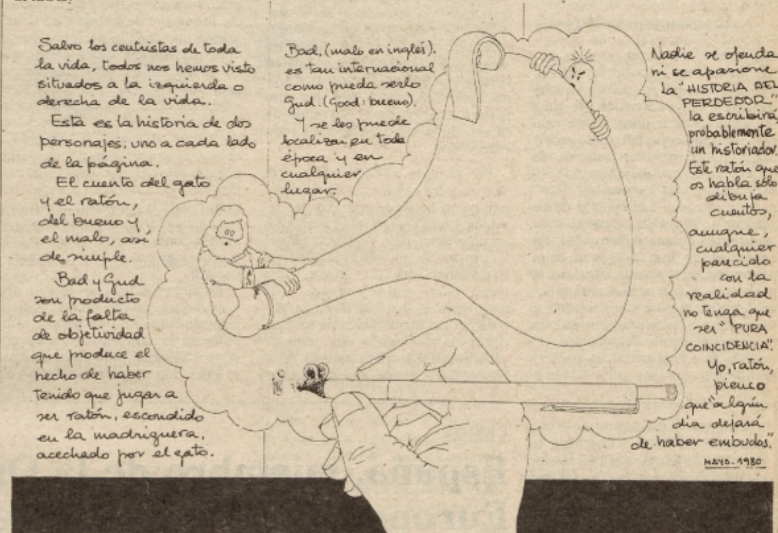 Salvo los centristas de toda
la vida, todos nos hemos visto
situados a la izquierda o
derecha de la vida.
Esta es la historia de dos
personajes, uno a cada lado
de la página.
El cuento del gato
y el ratón,
del bueno y
el malo, así
de simple.
Bad y Gud
son producto
de la falta
de objetividad
que produce el
hecho de haber
tenido que jugar a
ser ratón, escondido
en la madriguera,
acechado por el gato.
Bad, (malo en inglés).
es tan internacional
como pueda serlo
Gud. (Good: bueno).
Y se les puede
localizar en toda
época y en
cualquier
lugar.
Nadie se ofenda
ni se apasione
la "HISTORIA DEL
PERDEDOR"
la escribirá
probablemente
un historiador.
Este ratón que
os habla sólo
dibuja
cuentos,
aunque,
cualquier
parecido
con la
realidad
no tenga que
ser "PURA
COINCIDENCIA".
Yo, ratón,
pienso
que "algún
día dejará
de haber embudos".
MAYO-1980